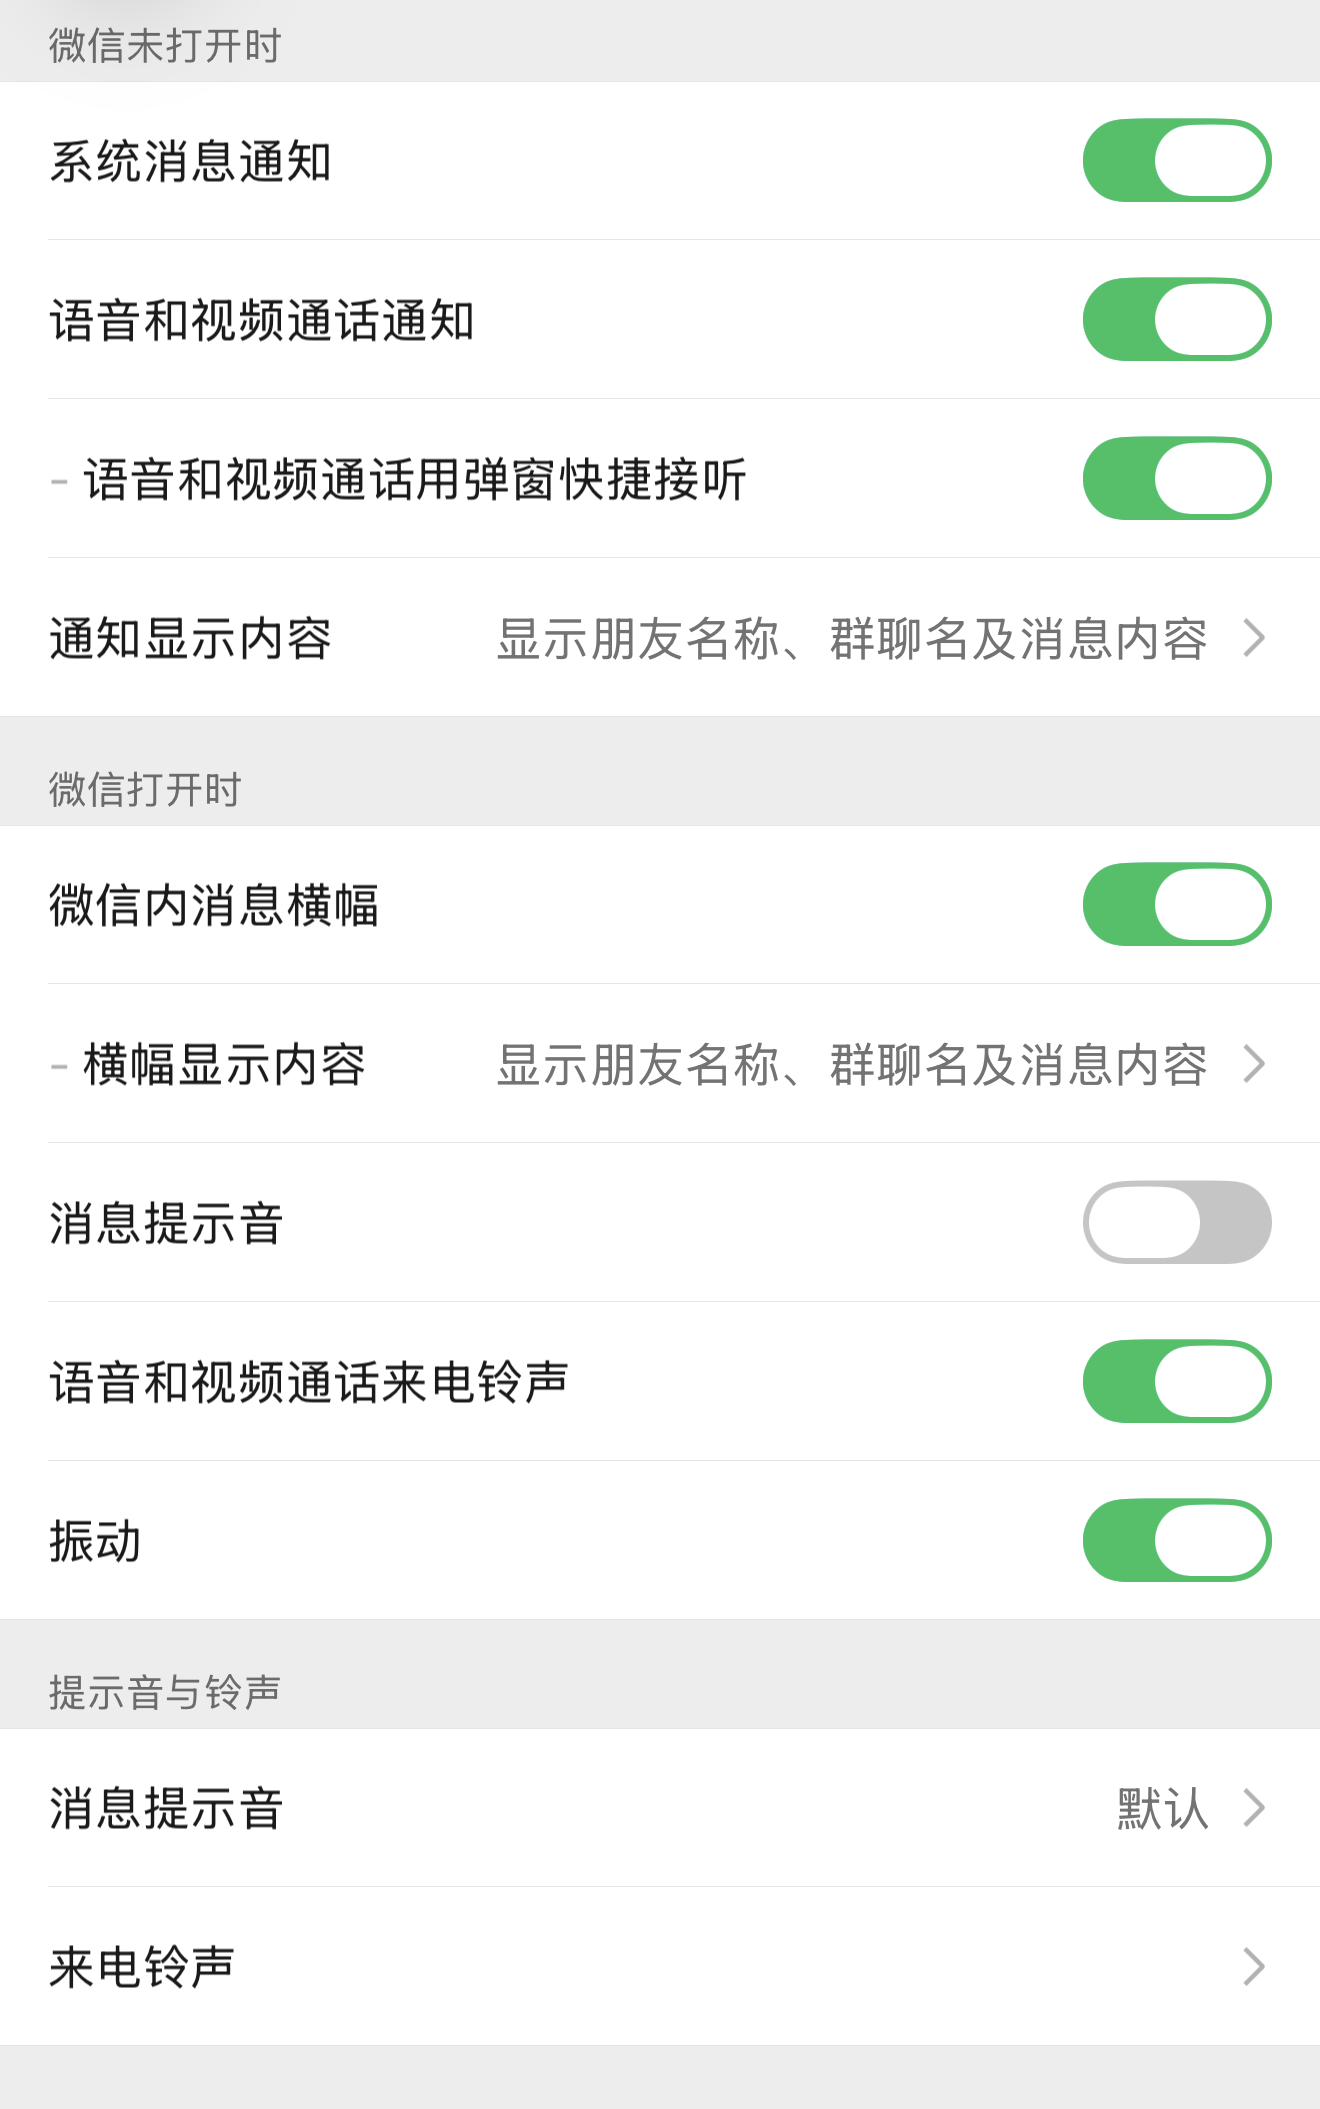 微信未打开时
系统消息通知
语音和视频通话通知
- 语音和视频通话用弹窗快捷接听
通知显示内容 显示朋友名称、群聊名及消息内容
微信打开时
微信内消息横幅
- 横幅显示内容 显示朋友名称、群聊名及消息内容
消息提示音
语音和视频通话来电铃声
振动
提示音与铃声
消息提示音 默认
来电铃声